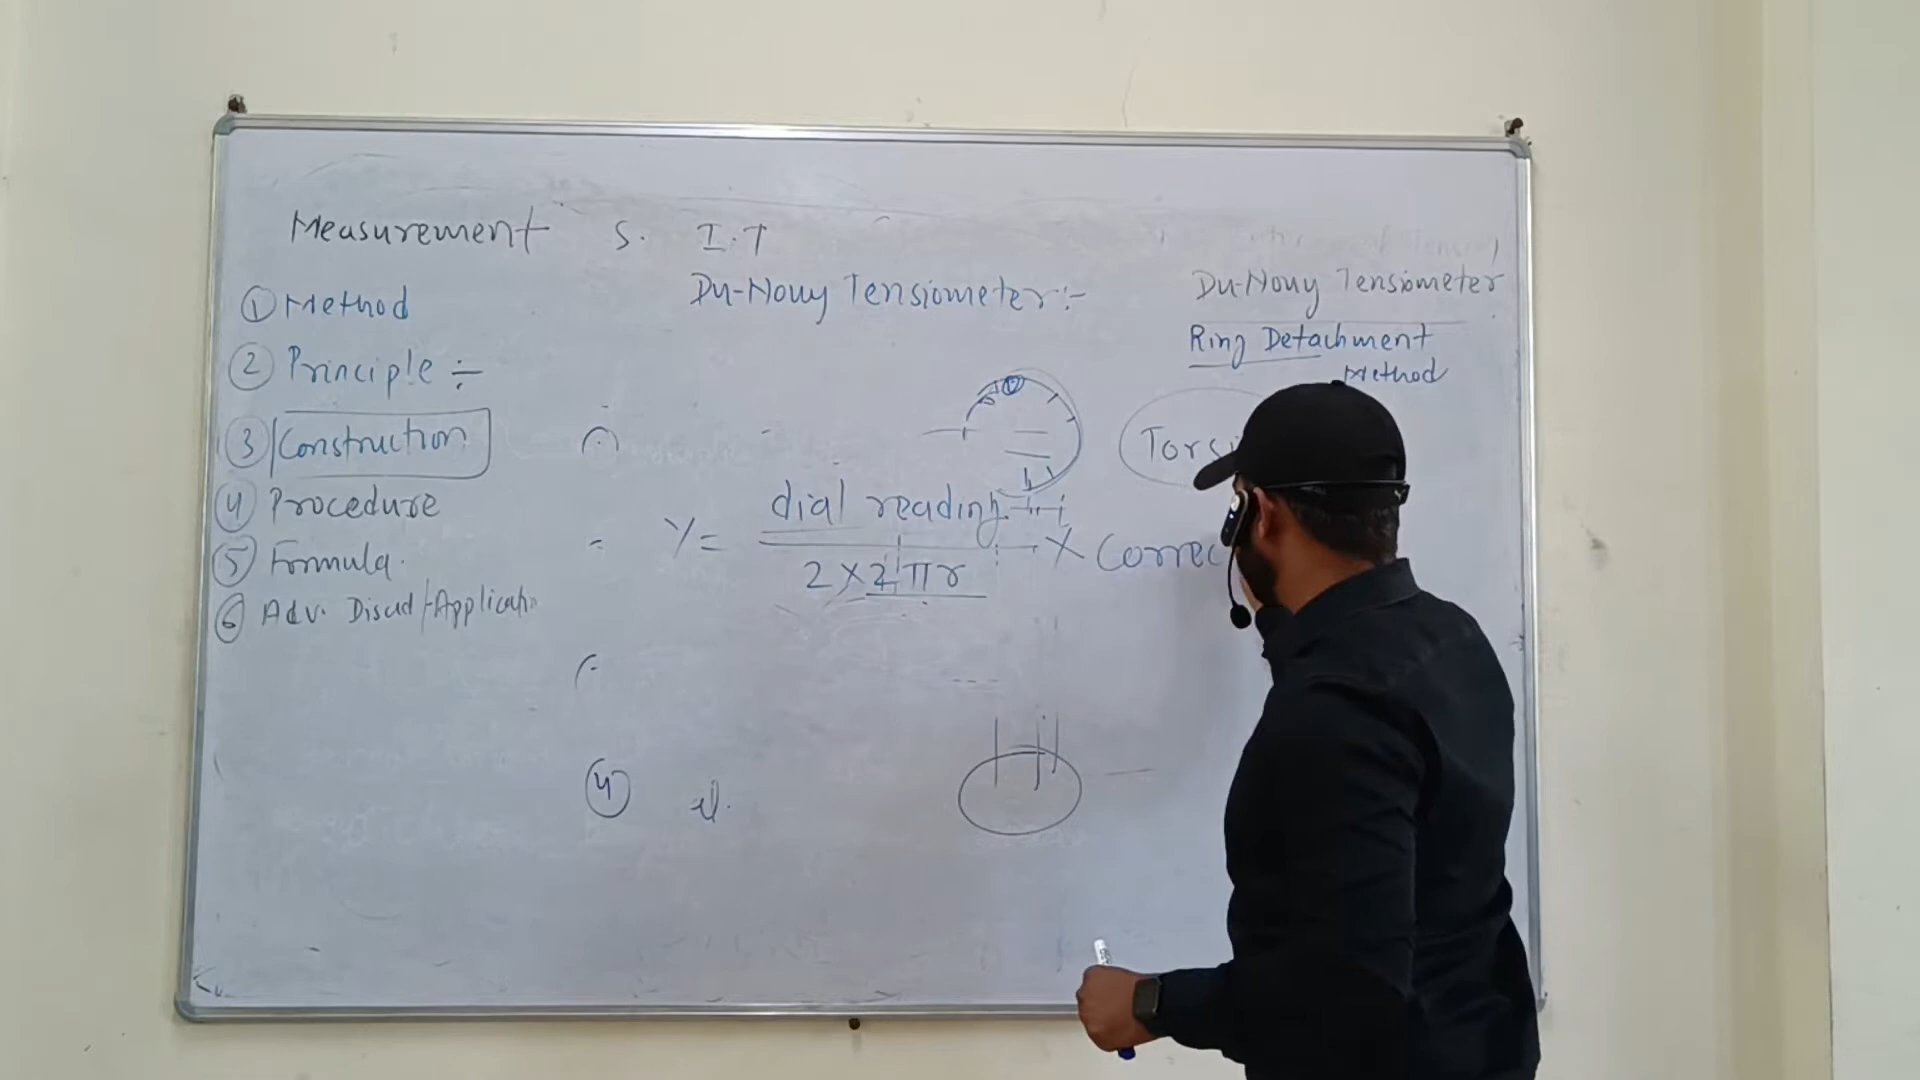 Measurement S. I.T
Du-Nouy Tensiometer:-
① Method
② Principle ÷
③ Construction
④ Procedure
⑤ Formula.
⑥ Adv. Disad/-Applicatn
Y = dial reading
2 × 2πr
× Correc
④
Du-Nouy Tensiometer
Ring Detachment
Method
Torsi